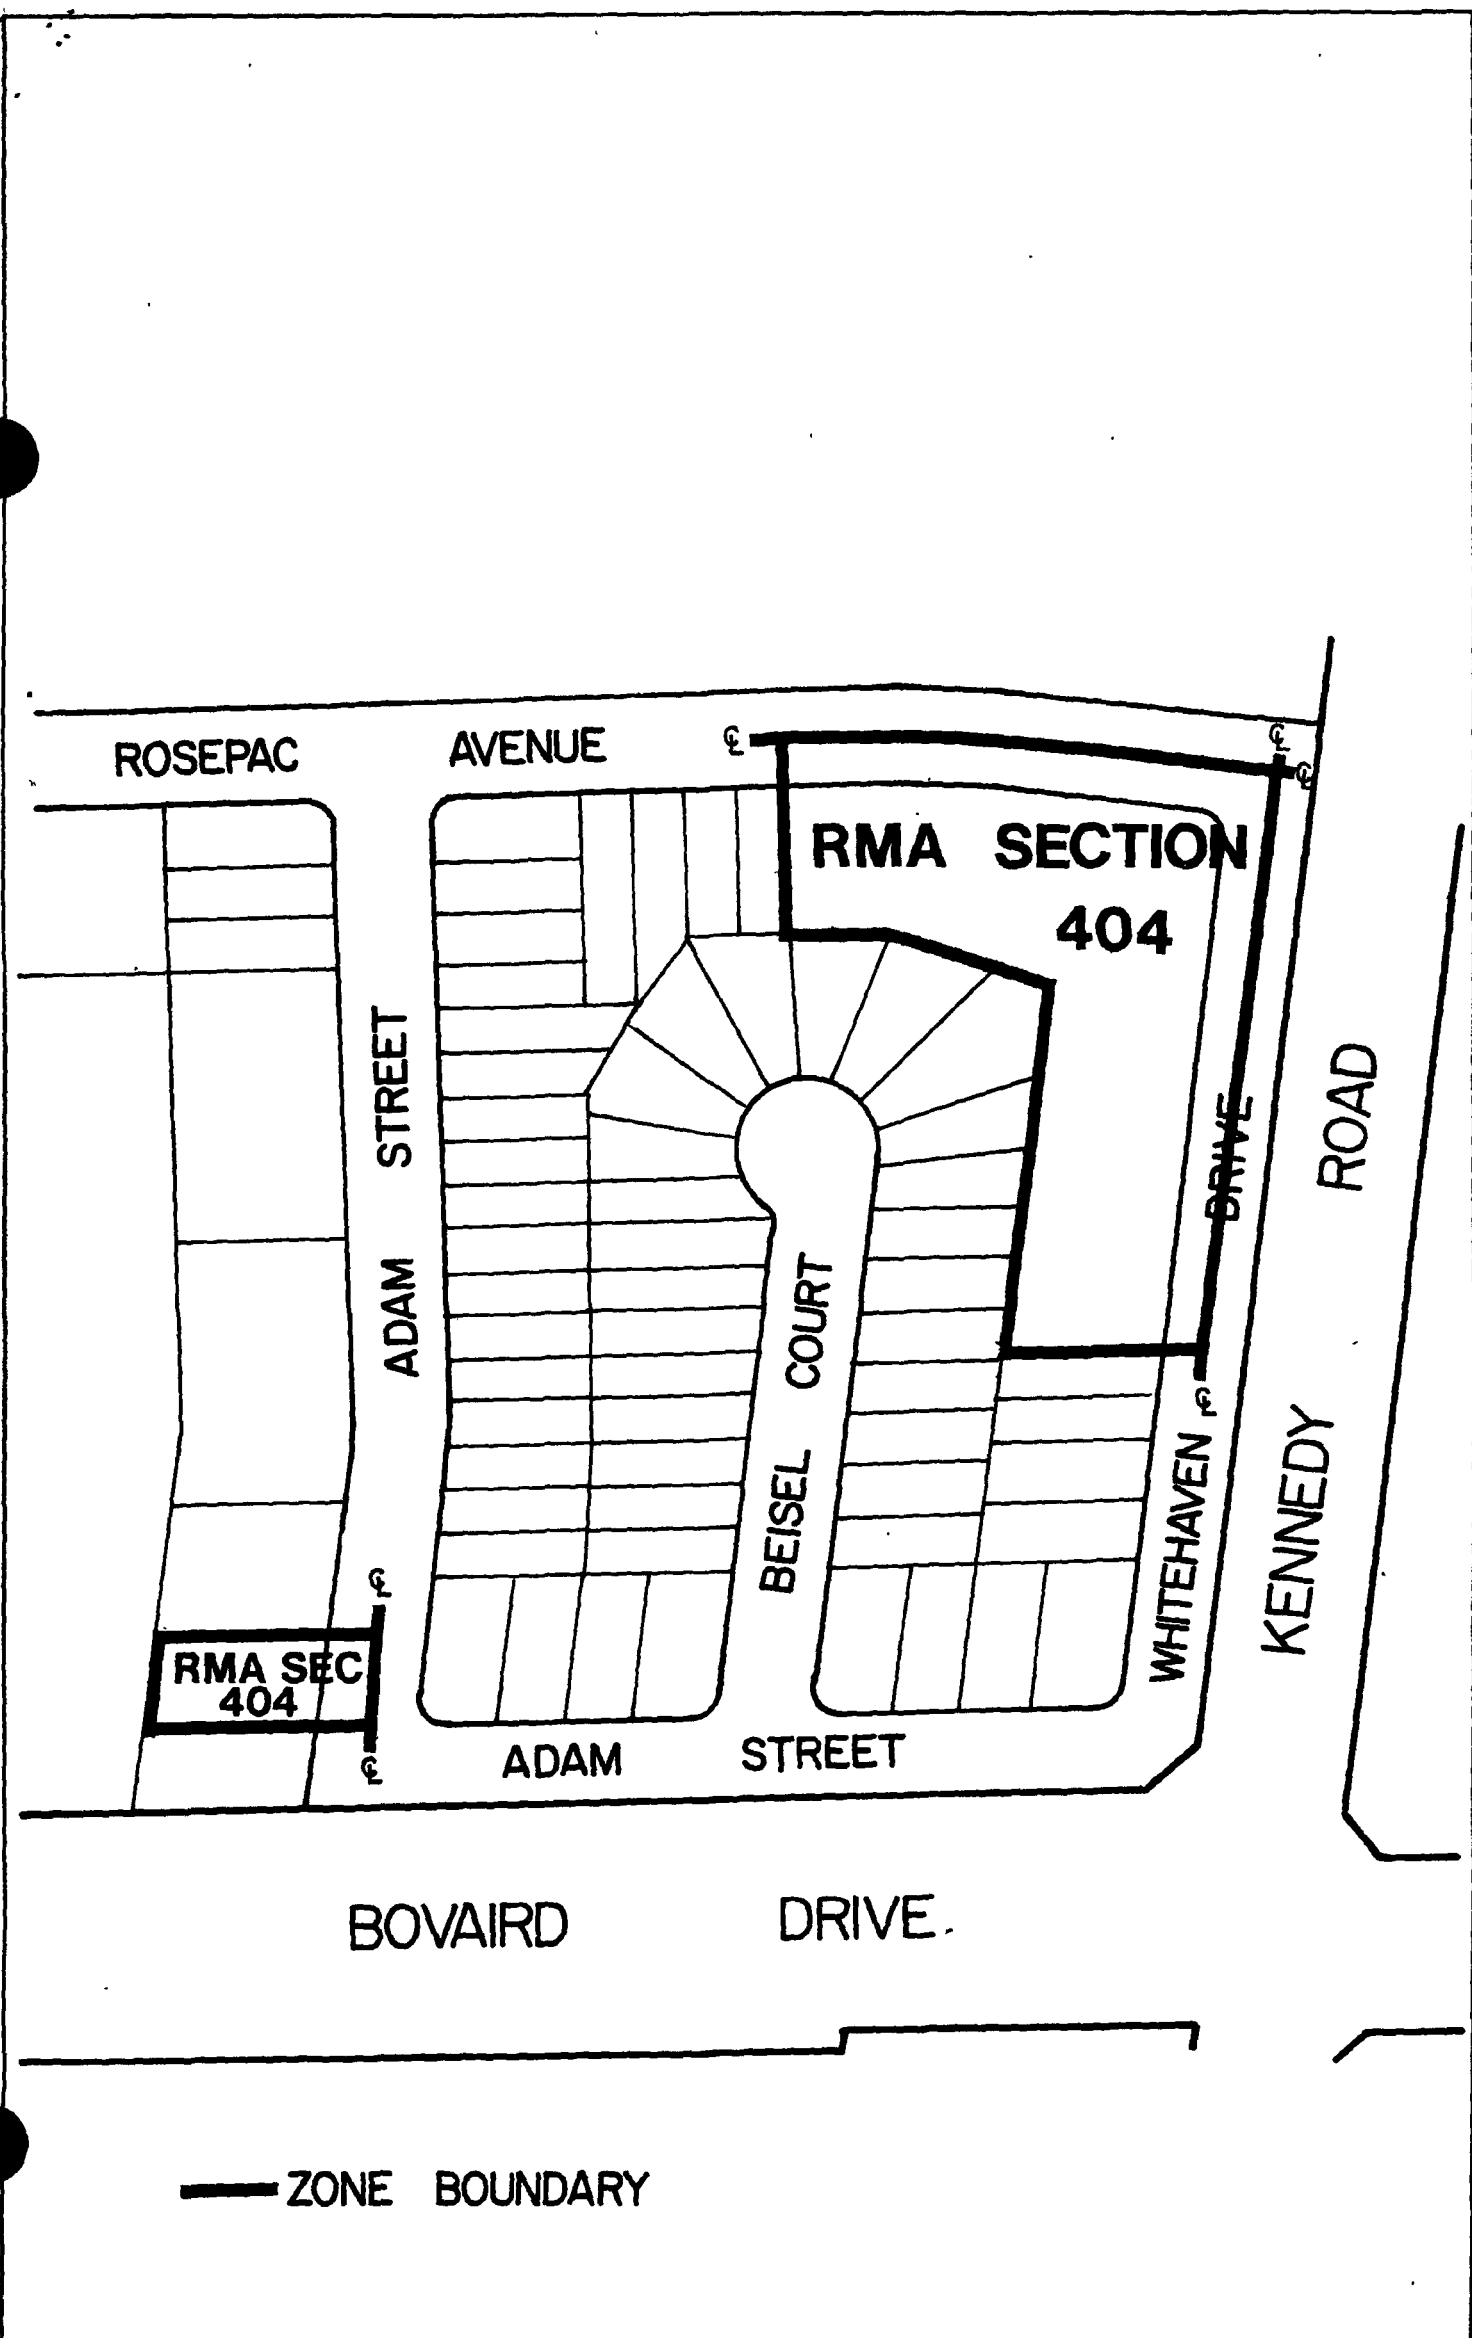 ROSEPAC AVENUE
℄
℄
℄
RMA SECTION
404
ADAM STREET
BEISEL COURT
WHITEHAVEN DRIVE
KENNEDY ROAD
℄
℄
RMA SEC
404
℄
ADAM STREET
BOVAIRD DRIVE
ZONE BOUNDARY